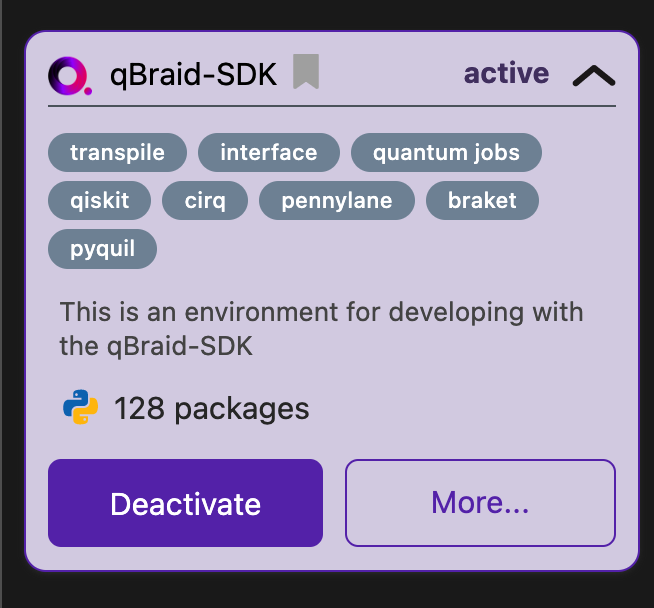 qBraid-SDK active
transpile interface quantum jobs
qiskit cirq pennylane braket
pyquil
This is an environment for developing with
the qBraid-SDK
128 packages
Deactivate More...